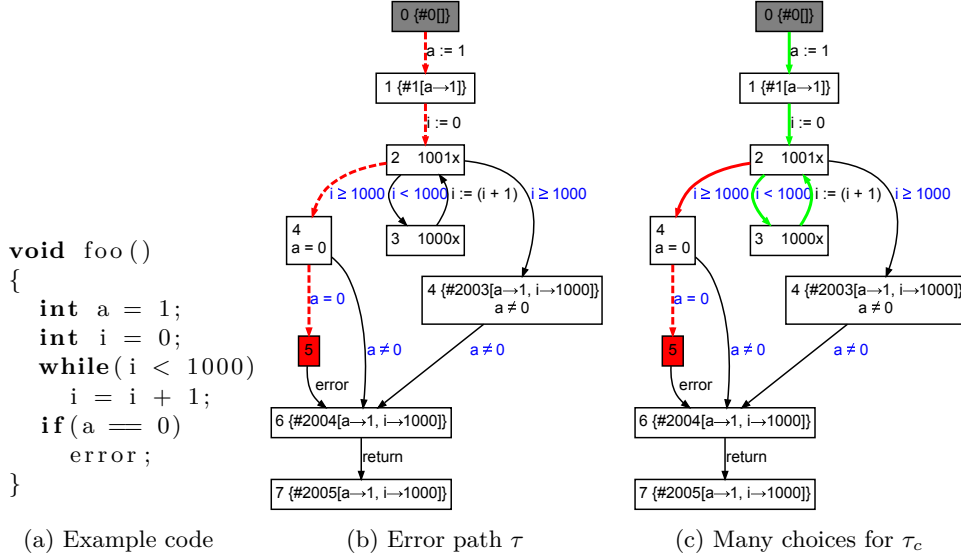 void foo()
{
int a = 1;
int i = 0;
while(i < 1000)
i = i + 1;
if(a == 0)
error;
}
(a) Example code
0 {#0[]}
a := 1
1 {#1[a→1]}
i := 0
2 1001x
i ≥ 1000 i < 1000 i := (i + 1) i ≥ 1000
4
a = 0
3 1000x
4 {#2003[a→1, i→1000]}
a ≠ 0
a = 0
5
a ≠ 0
a ≠ 0
error
6 {#2004[a→1, i→1000]}
return
7 {#2005[a→1, i→1000]}
(b) Error path τ
0 {#0[]}
a := 1
1 {#1[a→1]}
i := 0
2 1001x
i ≥ 1000 i < 1000 i := (i + 1) i ≥ 1000
4
a = 0
3 1000x
4 {#2003[a→1, i→1000]}
a ≠ 0
a = 0
5
a ≠ 0
a ≠ 0
error
6 {#2004[a→1, i→1000]}
return
7 {#2005[a→1, i→1000]}
(c) Many choices for τc